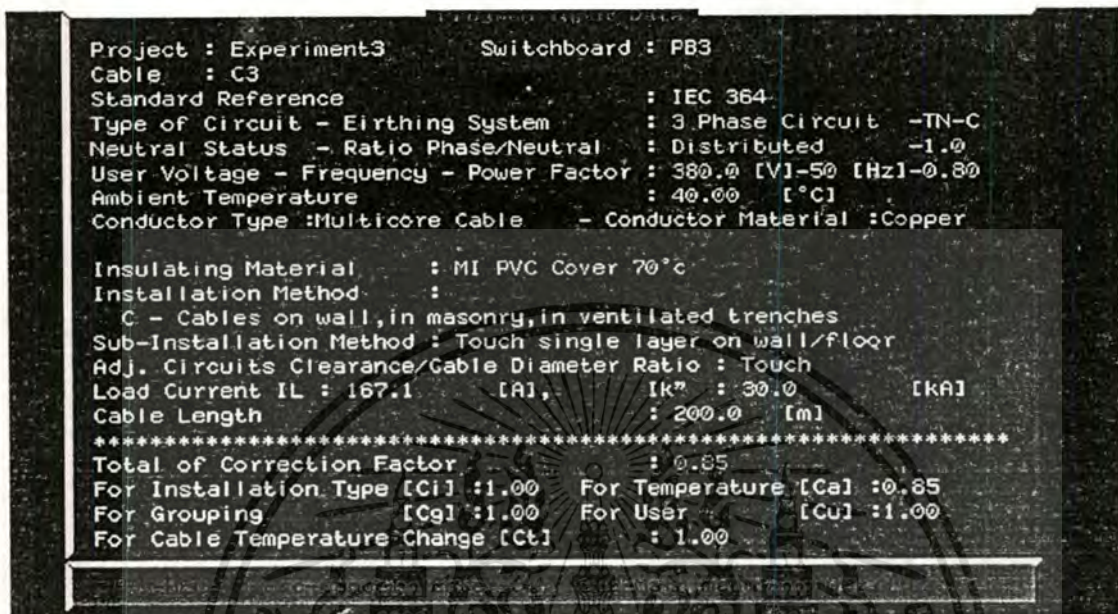 Program Input Data
Project : Experiment3 Switchboard : PB3
Cable : C3
Standard Reference : IEC 364
Type of Circuit - Eirthing System : 3 Phase Circuit -TN-C
Neutral Status - Ratio Phase/Neutral : Distributed -1.0
User Voltage - Frequency - Power Factor : 380.0 [V]-50 [Hz]-0.80
Ambient Temperature : 40.00 [°C]
Conductor Type :Multicore Cable - Conductor Material :Copper
Insulating Material : MI PVC Cover 70°c
Installation Method :
C - Cables on wall,in masonry,in ventilated trenches
Sub-Installation Method : Touch single layer on wall/floor
Adj. Circuits Clearance/Cable Diameter Ratio : Touch
Load Current IL : 167.1 [A], Ik" : 30.0 [KA]
Cable Length : 200.0 [m]
*****************************************************************
Total of Correction Factor : 0.85
For Installation Type [Ci] :1.00 For Temperature [Ca] :0.85
For Grouping [Cg] :1.00 For User [Cu] :1.00
For Cable Temperature Change [Ct] : 1.00